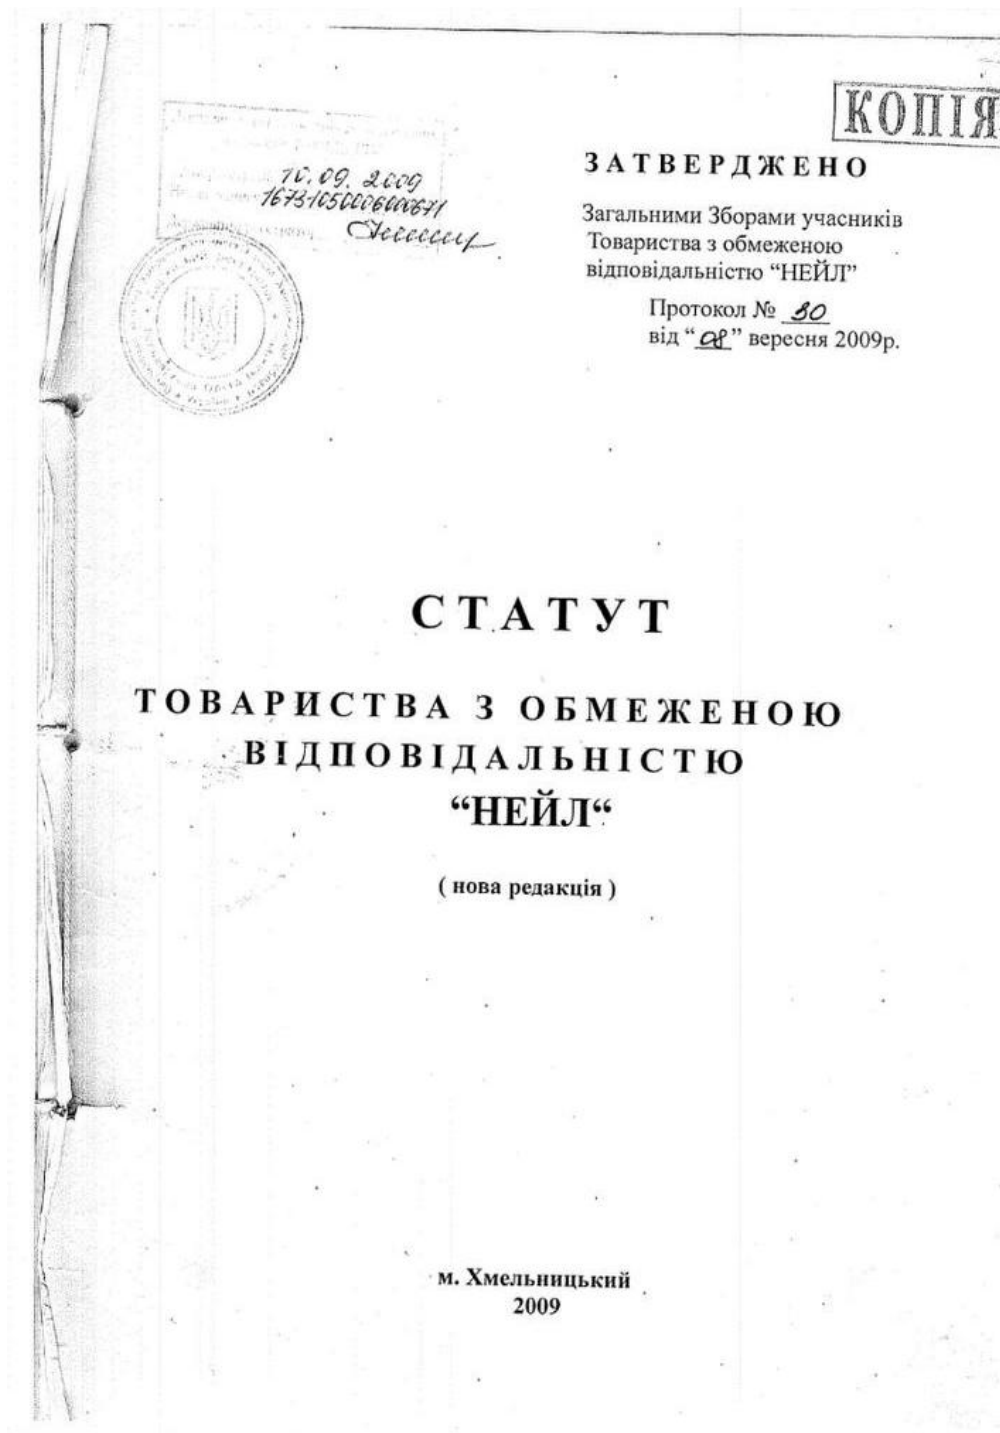 КОПІЯ
ЗАТВЕРДЖЕНО
Загальними Зборами учасників
Товариства з обмеженою
відповідальністю “НЕЙЛ”
Протокол № 30
від “08” вересня 2009р.
10.09.2009
16731050006000671
СТАТУТ
ТОВАРИСТВА З ОБМЕЖЕНОЮ
ВІДПОВІДАЛЬНІСТЮ
“НЕЙЛ“
( нова редакція )
м. Хмельницький
2009